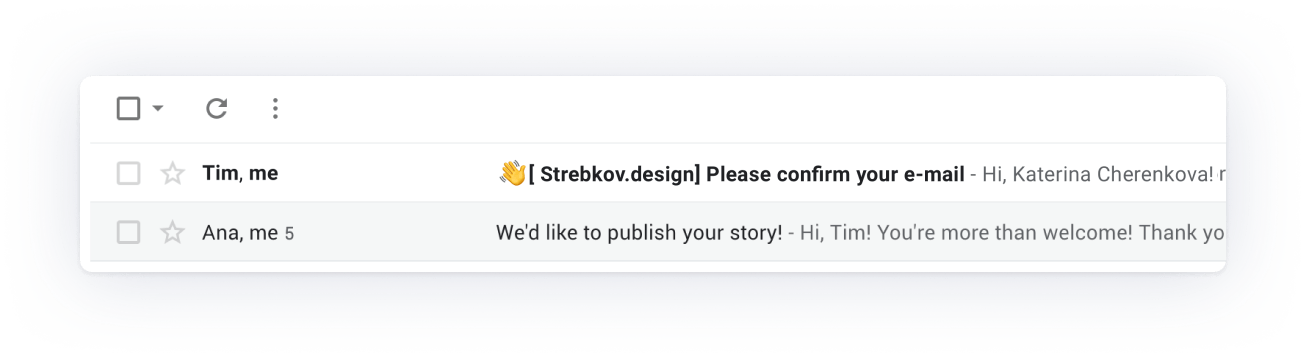 Tim, me 👋[ Strebkov.design] Please confirm your e-mail - Hi, Katerina Cherenkova!
Ana, me 5 We'd like to publish your story! - Hi, Tim! You're more than welcome! Thank yo